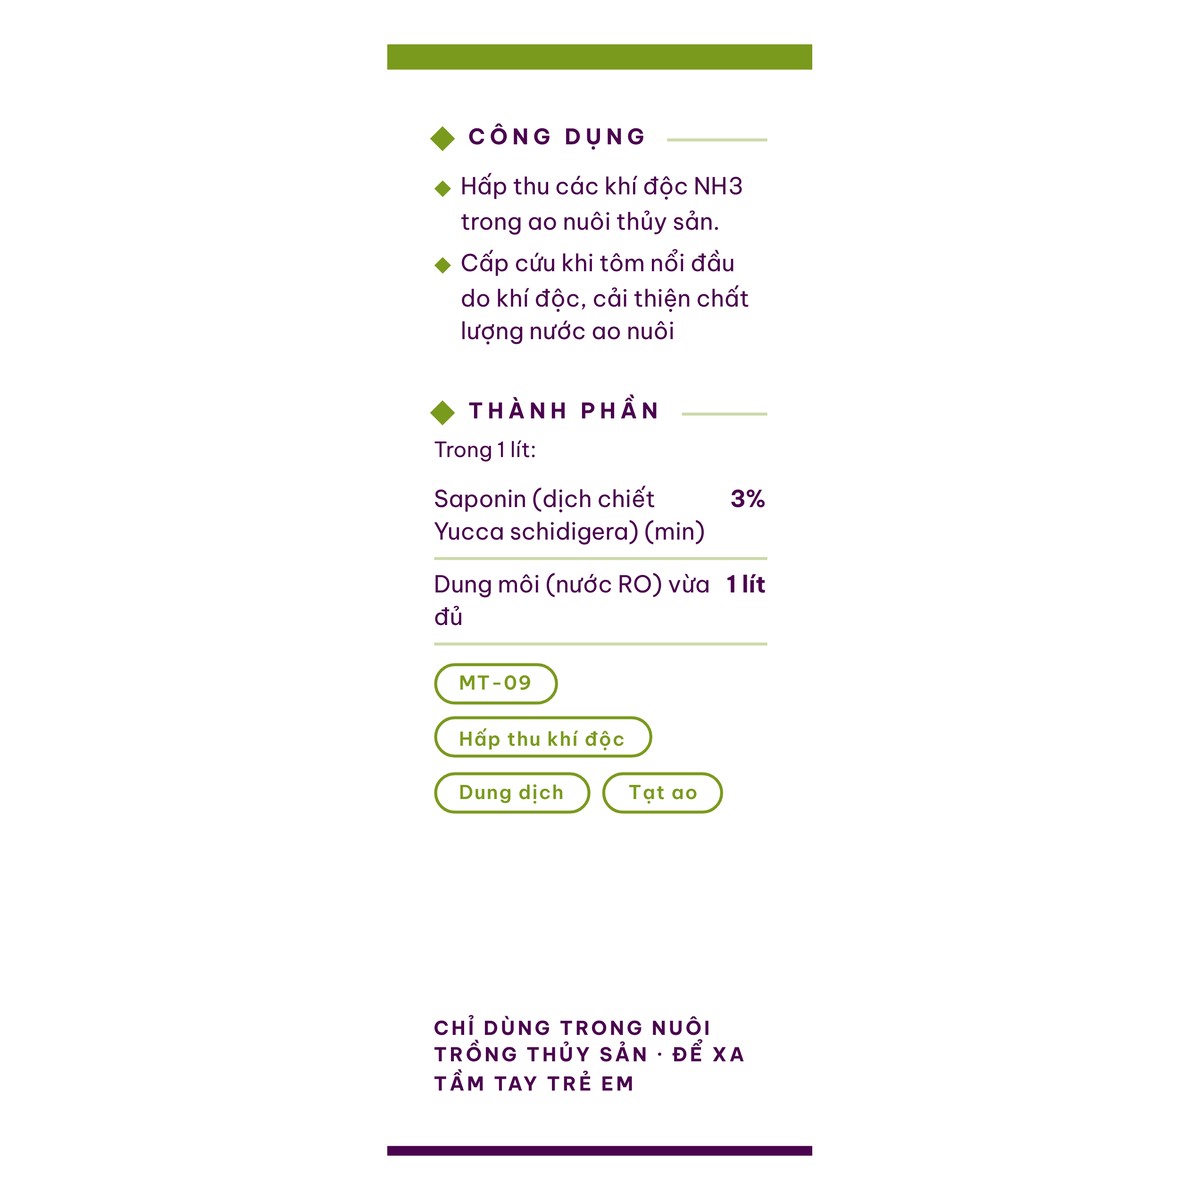 CÔNG DỤNG
Hấp thu các khí độc NH3
trong ao nuôi thủy sản.
Cấp cứu khi tôm nổi đầu
do khí độc, cải thiện chất
lượng nước ao nuôi
THÀNH PHẦN
Trong 1 lít:
Saponin (dịch chiết 3%
Yucca schidigera) (min)
Dung môi (nước RO) vừa 1 lít
đủ
MT-09
Hấp thu khí độc
Dung dịch Tạt ao
CHỈ DÙNG TRONG NUÔI
TRỒNG THỦY SẢN · ĐỂ XA
TẦM TAY TRẺ EM